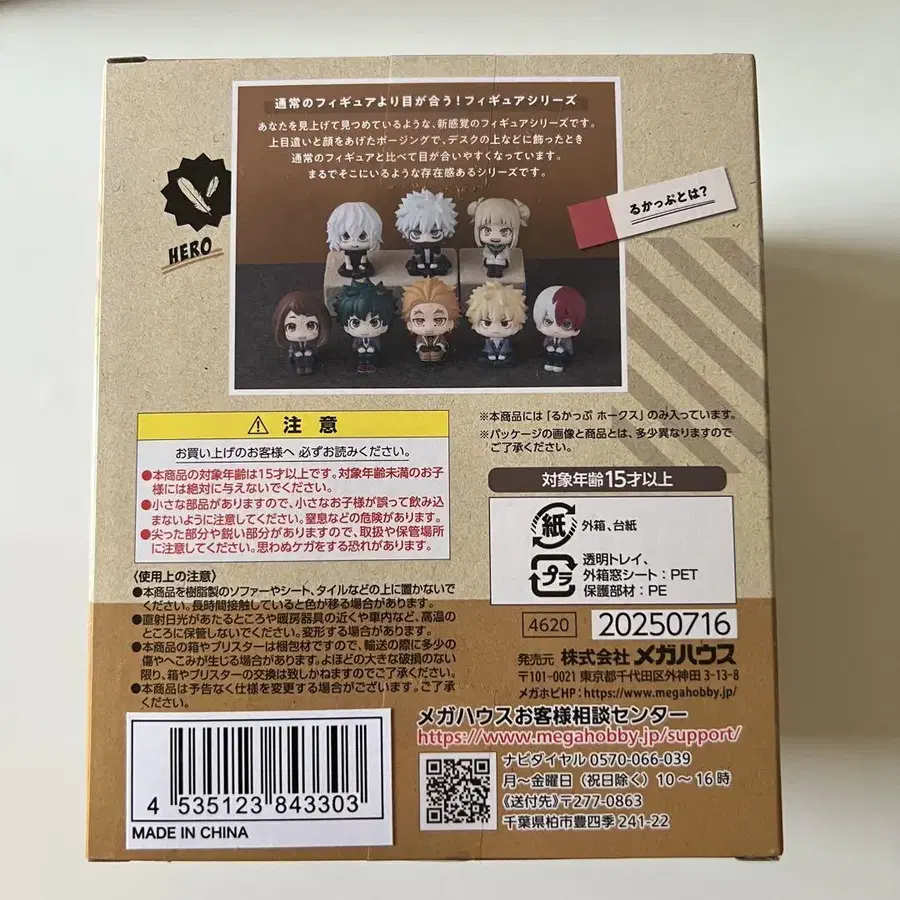 通常のフィギュアより目が合う！フィギュアシリーズ
あなたを見上げて見つめているような、新感覚のフィギュアシリーズです。
上目遣いと顔をあげたポージングで、デスクの上などに飾ったとき
通常のフィギュアと比べて目が合いやすくなっています。
まるでそこにいるような存在感あるシリーズです。
るかっぷとは？
HERO
⚠ 注意
お買い上げのお客様へ 必ずお読みください。
●本商品の対象年齢は15才以上です。対象年齢未満のお子
様には絶対に与えないでください。
●小さな部品がありますので、小さなお子様が誤って飲み込
まないように注意してください。窒息などの危険があります。
●尖った部分や鋭い部分がありますので、取扱や保管場所
に注意してください。思わぬケガをする恐れがあります。
〈使用上の注意〉
●本商品を樹脂製のソファーやシート、タイルなどの上に置かないで
ください。長時間接触していると色が移る場合があります。
●直射日光があたるところや暖房器具の近くや車内など、高温の
ところに保管しないでください。変形する場合があります。
●本商品の箱やブリスターは梱包材ですので、輸送の際に多少の
傷やへこみが生じる場合があります。よほどの大きな破損のない
限り、箱やブリスターの交換は致しかねますのでご了承ください。
●本商品は予告なく仕様を変更する場合がございます。ご了承
ください。
※本商品には「るかっぷ ホークス」のみ入っています。
※パッケージの画像と商品とは、多少異なりますので
ご了承ください。
対象年齢15才以上
紙
外箱、台紙
プラ
透明トレイ、
外箱窓シート：PET
保護部材：PE
4620
20250716
発売元 株式会社 メガハウス
〒101-0021 東京都千代田区外神田 3-13-8
メガホビHP：https://www.megahobby.jp/
メガハウスお客様相談センター
https://www.megahobby.jp/support/
ナビダイヤル 0570-066-039
月〜金曜日（祝日除く）10〜16時
《送付先》〒277-0863
千葉県柏市豊四季 241-22
4 535123 843303
MADE IN CHINA